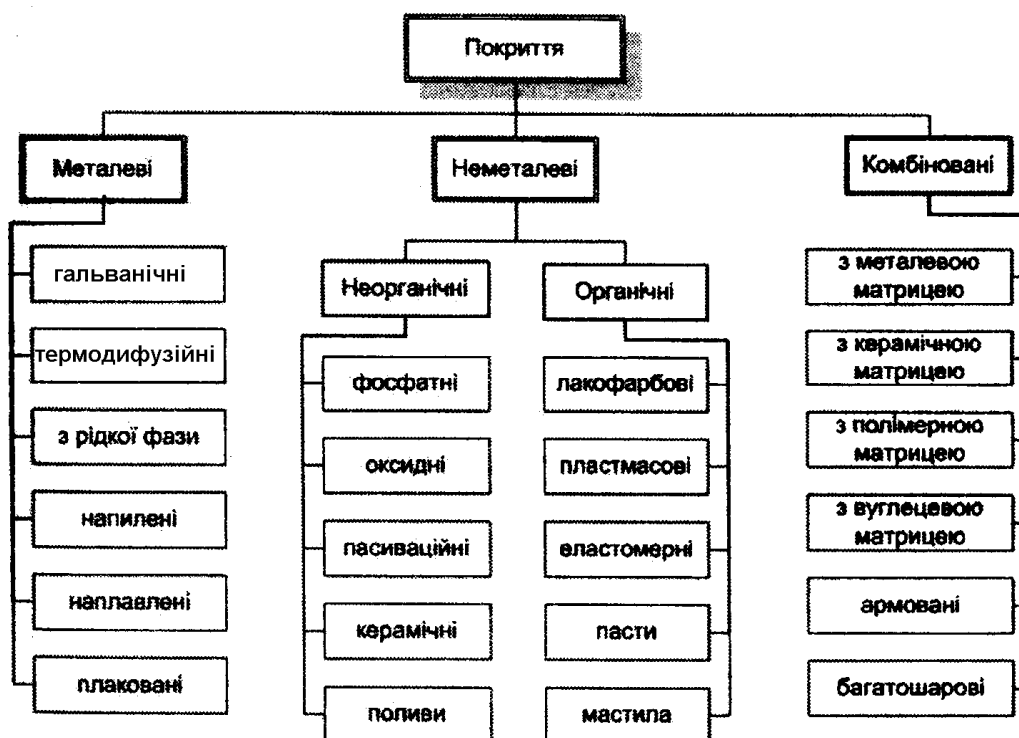 Покриття
Металеві
Неметалеві
Комбіновані
гальванічні
термодифузійні
з рідкої фази
напилені
наплавлені
плаковані
Неорганічні
фосфатні
оксидні
пасиваційні
керамічні
поливи
Органічні
лакофарбові
пластмасові
еластомерні
пасти
мастила
з металевою
матрицею
з керамічною
матрицею
з полімерною
матрицею
з вуглецевою
матрицею
армовані
багатошарові